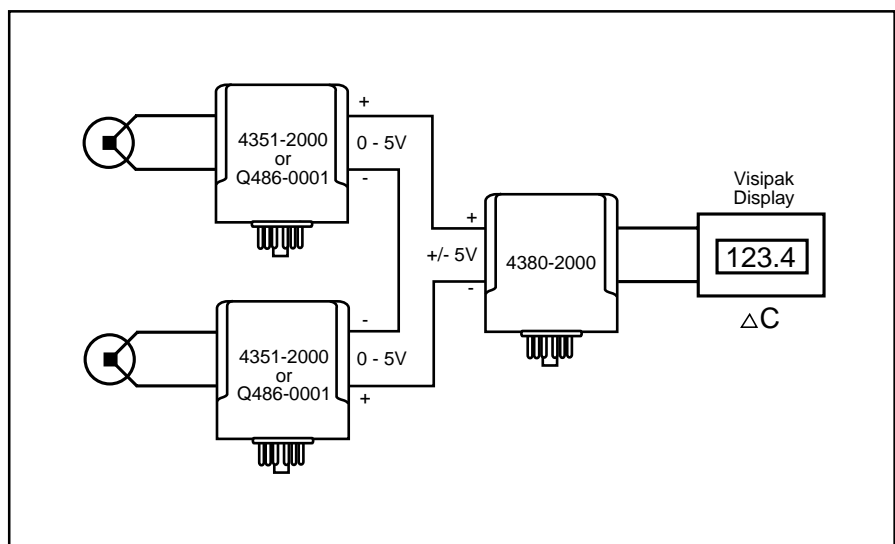 +
4351-2000
or
Q486-0001
0 - 5V
-
Visipak
Display
+
+/- 5V
-
4380-2000
123.4
△C
-
4351-2000
or
Q486-0001
0 - 5V
+